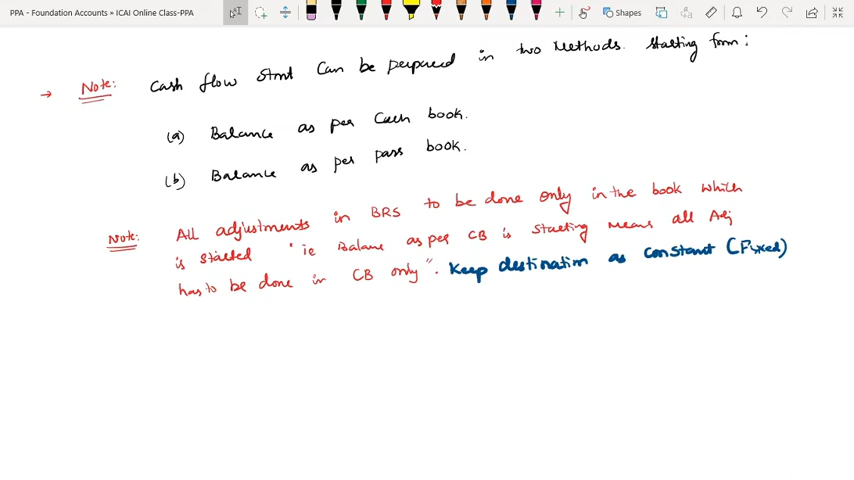 PPA - Foundation Accounts » ICAI Online Class-PPA
Shapes
→ Note: Cash flow stmt Can be prepared in two Methods. Starting form:
(a) Balance as per Cash book.
(b) Balance as per pass book.
Note: All adjustments in BRS to be done only in the book which
is started "ie Balane as per CB is starting Means all Adj
has to be done in CB only". Keep destination as constant (Fixed)